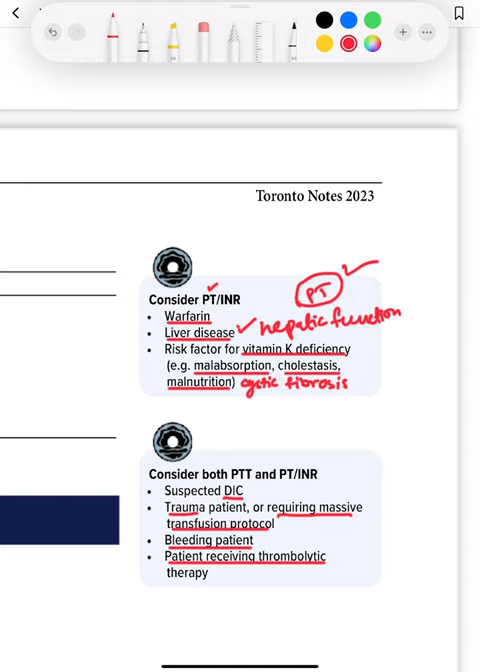 Toronto Notes 2023
Consider PT/INR
PT
• Warfarin
• Liver disease hepatic function
• Risk factor for vitamin K deficiency
(e.g. malabsorption, cholestasis,
malnutrition) cystic fibrosis
Consider both PTT and PT/INR
• Suspected DIC
• Trauma patient, or requiring massive
transfusion protocol
• Bleeding patient
• Patient receiving thrombolytic
therapy